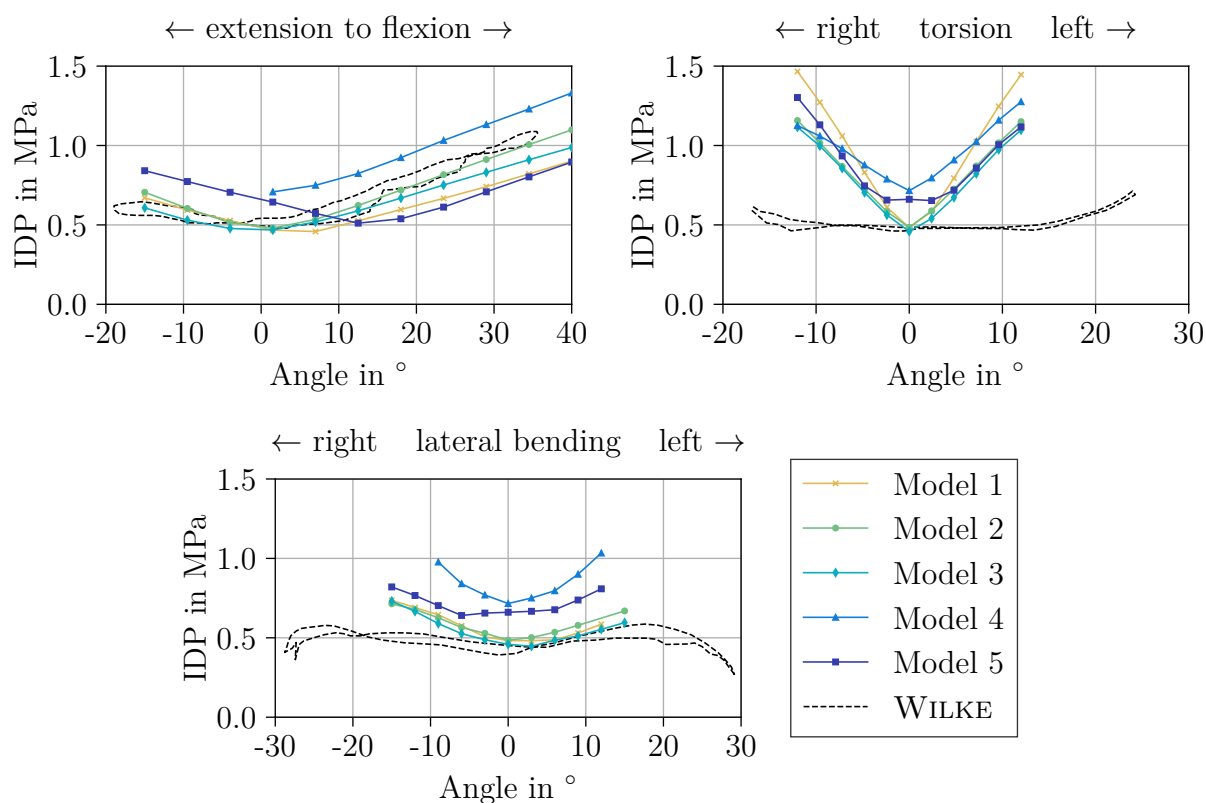 ← extension to flexion →
1.5
1.0
0.5
0.0
IDP in MPa
-20 -10 0 10 20 30 40
Angle in °
← right torsion left →
1.5
1.0
0.5
0.0
IDP in MPa
-20 -10 0 10 20 30
Angle in °
← right lateral bending left →
1.5
1.0
0.5
0.0
IDP in MPa
-30 -20 -10 0 10 20 30
Angle in °
Model 1
Model 2
Model 3
Model 4
Model 5
WILKE